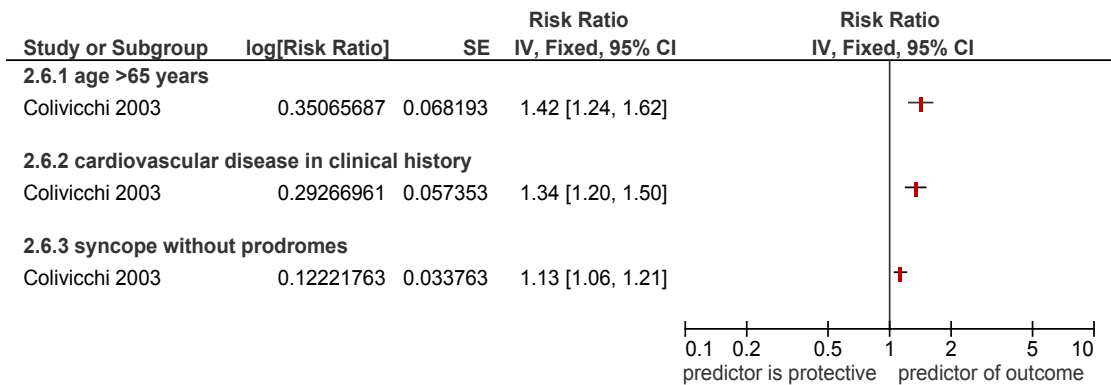 Risk Ratio Risk Ratio
Study or Subgroup log[Risk Ratio] SE IV, Fixed, 95% CI IV, Fixed, 95% CI
2.6.1 age >65 years
Colivicchi 2003 0.35065687 0.068193 1.42 [1.24, 1.62]
2.6.2 cardiovascular disease in clinical history
Colivicchi 2003 0.29266961 0.057353 1.34 [1.20, 1.50]
2.6.3 syncope without prodromes
Colivicchi 2003 0.12221763 0.033763 1.13 [1.06, 1.21]
0.1 0.2 0.5 1 2 5 10
predictor is protective predictor of outcome